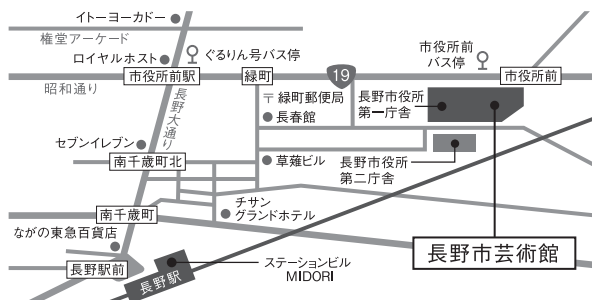 イトーヨーカドー
権堂アーケード
ロイヤルホスト
ぐるりん号バス停
市役所前
バス停
市役所前駅
緑町
19
市役所前
昭和通り
長野大通り
〒緑町郵便局
長野市役所
第一庁舎
長春館
セブンイレブン
南千歳町北
草薙ビル
長野市役所
第二庁舎
南千歳町
チサン
グランドホテル
ながの東急百貨店
長野市芸術館
長野駅前
長野駅
ステーションビル
MIDORI